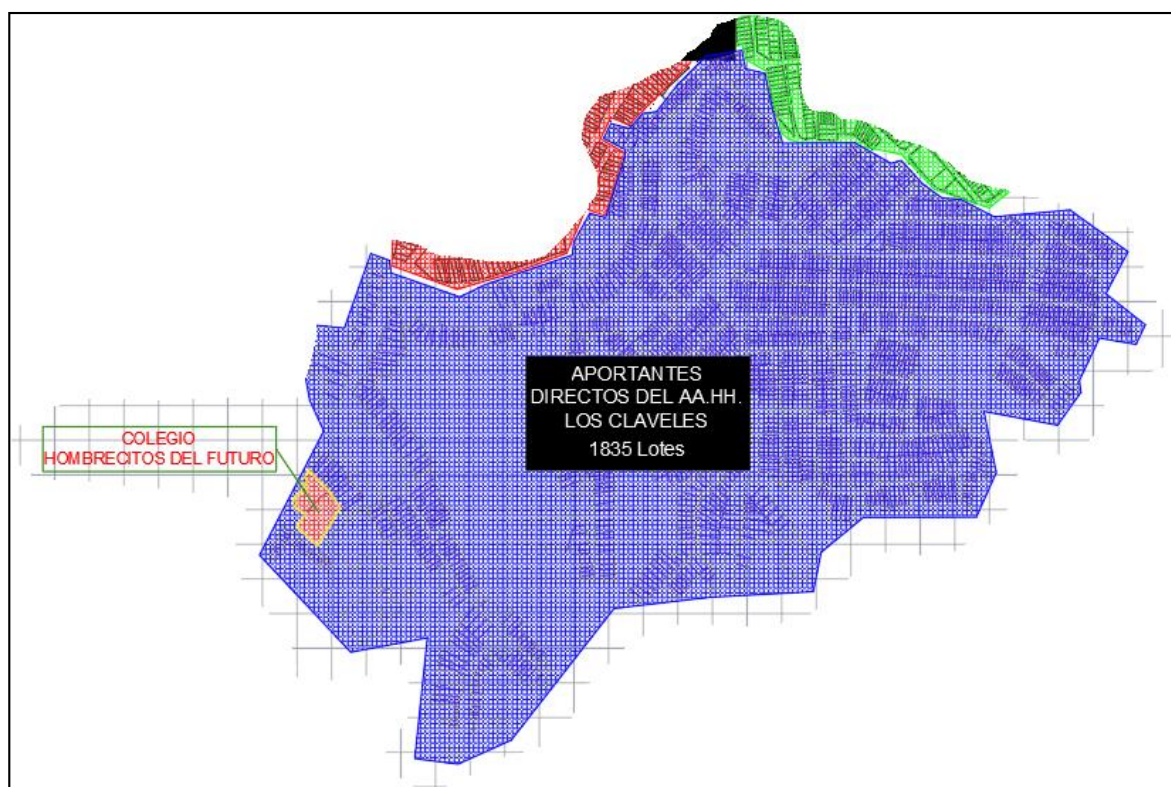 APORTANTES
DIRECTOS DEL AA.HH.
LOS CLAVELES
1835 Lotes
COLEGIO
HOMBRECITOS DEL FUTURO